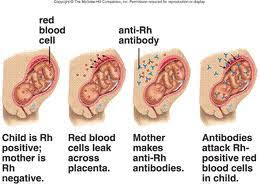 Copyright © The McGraw-Hill Companies, Inc. Permission required for reproduction or display.
red
blood
cell
anti-Rh
antibody
Child is Rh
positive;
mother is
Rh
negative.
Red blood
cells leak
across
placenta.
Mother
makes
anti-Rh
antibodies.
Antibodies
attack Rh-
positive red
blood cells
in child.